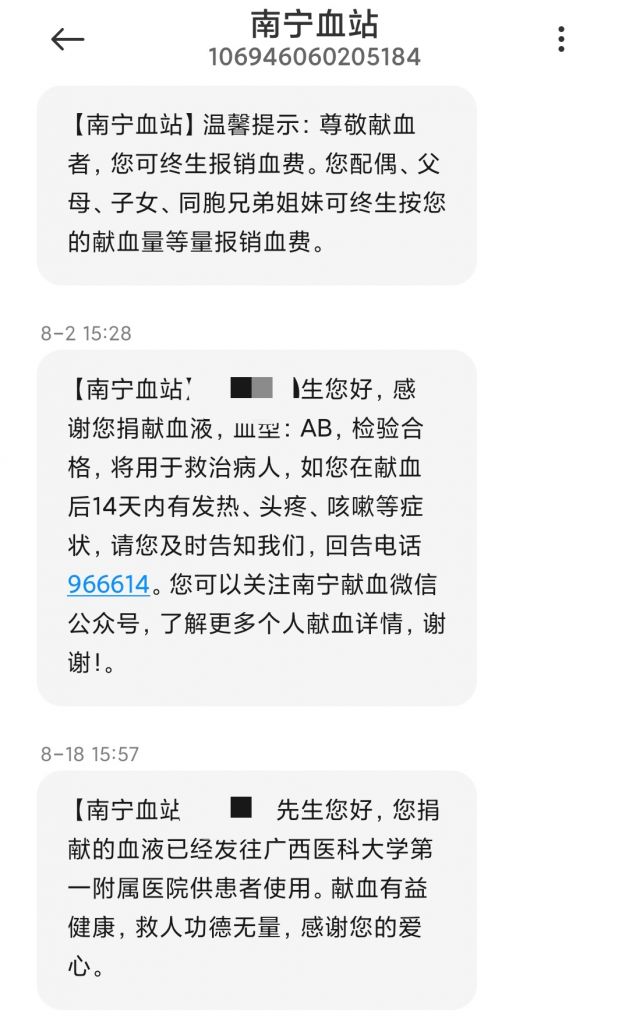 南宁血站
106946060205184
【南宁血站】温馨提示：尊敬献血
者，您可终生报销血费。您配偶、父
母、子女、同胞兄弟姐妹可终生按您
的献血量等量报销血费。
8-2 15:28
【南宁血站】 生您好，感
谢您捐献血液，血型：AB，检验合
格，将用于救治病人，如您在献血
后14天内有发热、头疼、咳嗽等症
状，请您及时告知我们，回告电话
966614。您可以关注南宁献血微信
公众号，了解更多个人献血详情，谢
谢！。
8-18 15:57
【南宁血站 先生您好，您捐
献的血液已经发往广西医科大学第
一附属医院供患者使用。献血有益
健康，救人功德无量，感谢您的爱
心。